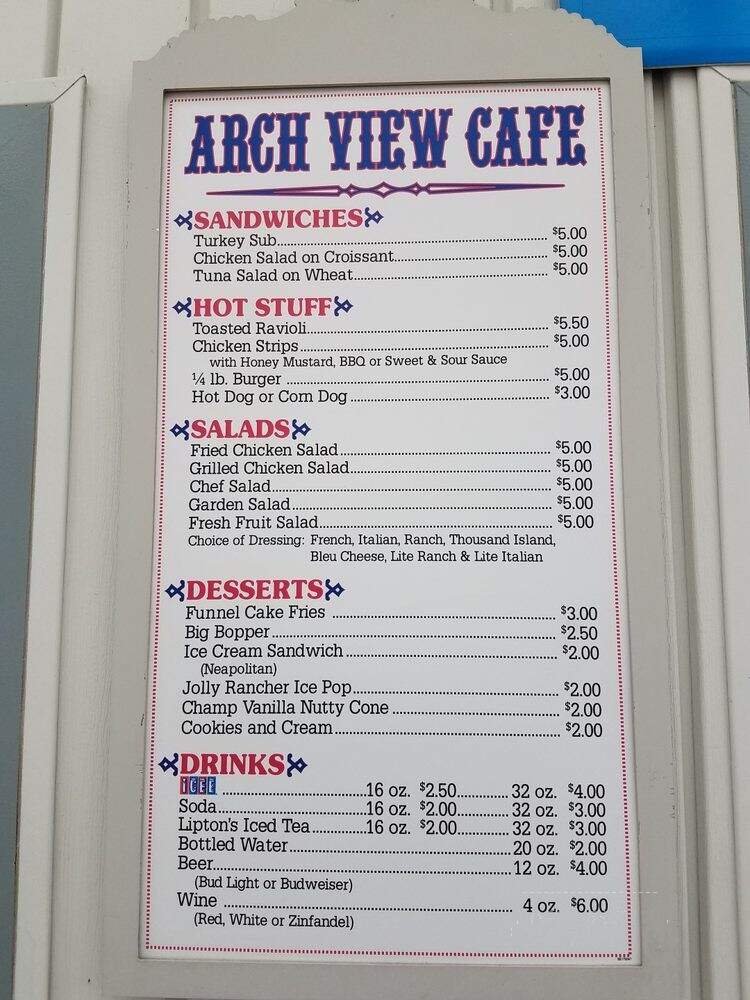 ARCH VIEW CAFE
SANDWICHES
Turkey Sub.......... $5.00
Chicken Salad on Croissant.......... $5.00
Tuna Salad on Wheat.......... $5.00
HOT STUFF
Toasted Ravioli.......... $5.50
Chicken Strips.......... $5.00
with Honey Mustard, BBQ or Sweet & Sour Sauce
¼ lb. Burger .......... $5.00
Hot Dog or Corn Dog .......... $3.00
SALADS
Fried Chicken Salad.......... $5.00
Grilled Chicken Salad.......... $5.00
Chef Salad.......... $5.00
Garden Salad.......... $5.00
Fresh Fruit Salad.......... $5.00
Choice of Dressing: French, Italian, Ranch, Thousand Island,
Bleu Cheese, Lite Ranch & Lite Italian
DESSERTS
Funnel Cake Fries .......... $3.00
Big Bopper.......... $2.50
Ice Cream Sandwich .......... $2.00
(Neapolitan)
Jolly Rancher Ice Pop.......... $2.00
Champ Vanilla Nutty Cone .......... $2.00
Cookies and Cream.......... $2.00
DRINKS
ICEE ..........16 oz. $2.50.......... 32 oz. $4.00
Soda..........16 oz. $2.00.......... 32 oz. $3.00
Lipton's Iced Tea..........16 oz. $2.00.......... 32 oz. $3.00
Bottled Water..........20 oz. $2.00
Beer..........12 oz. $4.00
(Bud Light or Budweiser)
Wine .......... 4 oz. $6.00
(Red, White or Zinfandel)